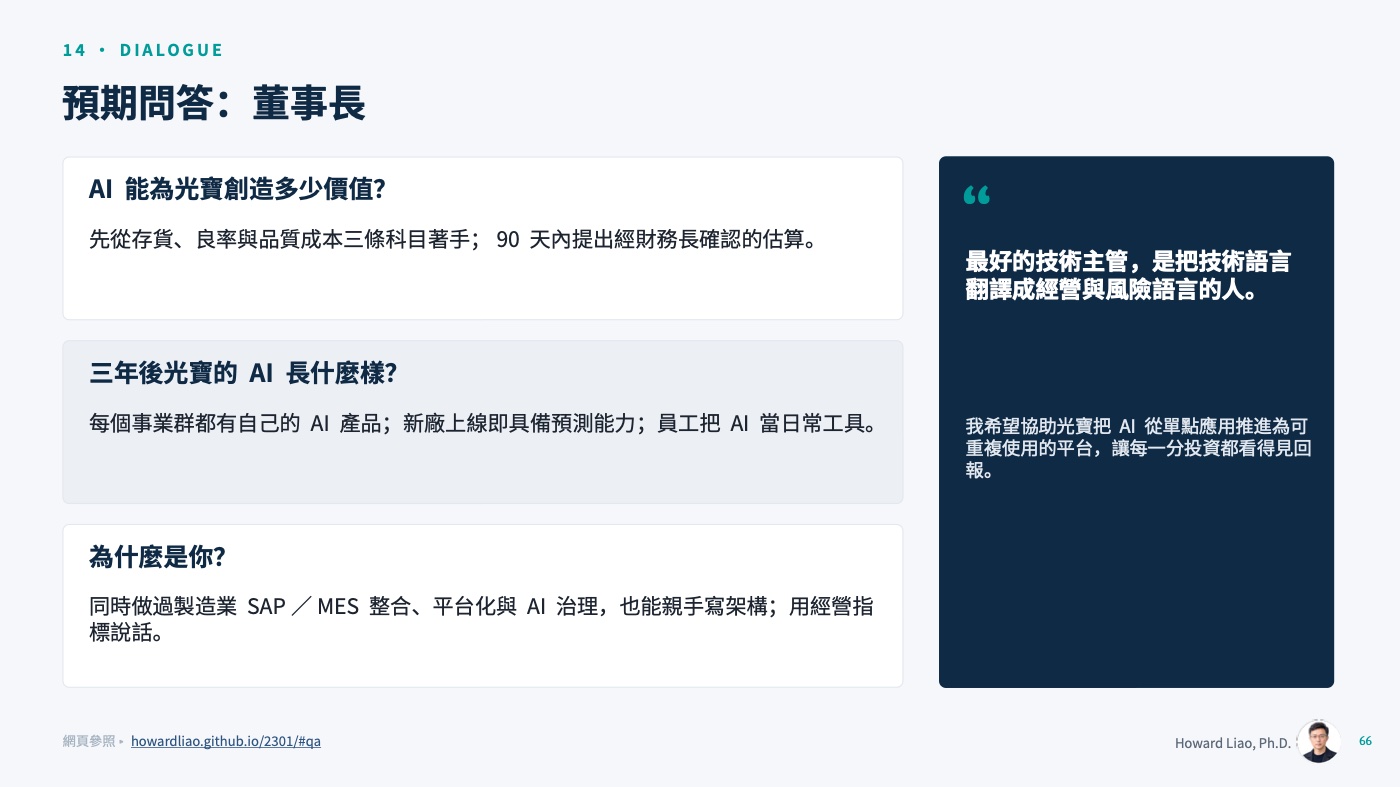 14 • DIALOGUE
預期問答：董事長
AI 能為光寶創造多少價值?
先從存貨、良率與品質成本三條科目著手； 90 天內提出經財務長確認的估算。
三年後光寶的 AI 長什麼樣?
每個事業群都有自己的 AI 產品；新廠上線即具備預測能力；員工把 AI 當日常工具。
為什麼是你?
同時做過製造業 SAP ／ MES 整合、平台化與 AI 治理，也能親手寫架構；用經營指
標說話。
“
最好的技術主管，是把技術語言
翻譯成經營與風險語言的人。
我希望協助光寶把 AI 從單點應用推進為可
重複使用的平台，讓每一分投資都看得見回
報。
網頁參照 ▸ howardliao.github.io/2301/#qa
Howard Liao, Ph.D.
66